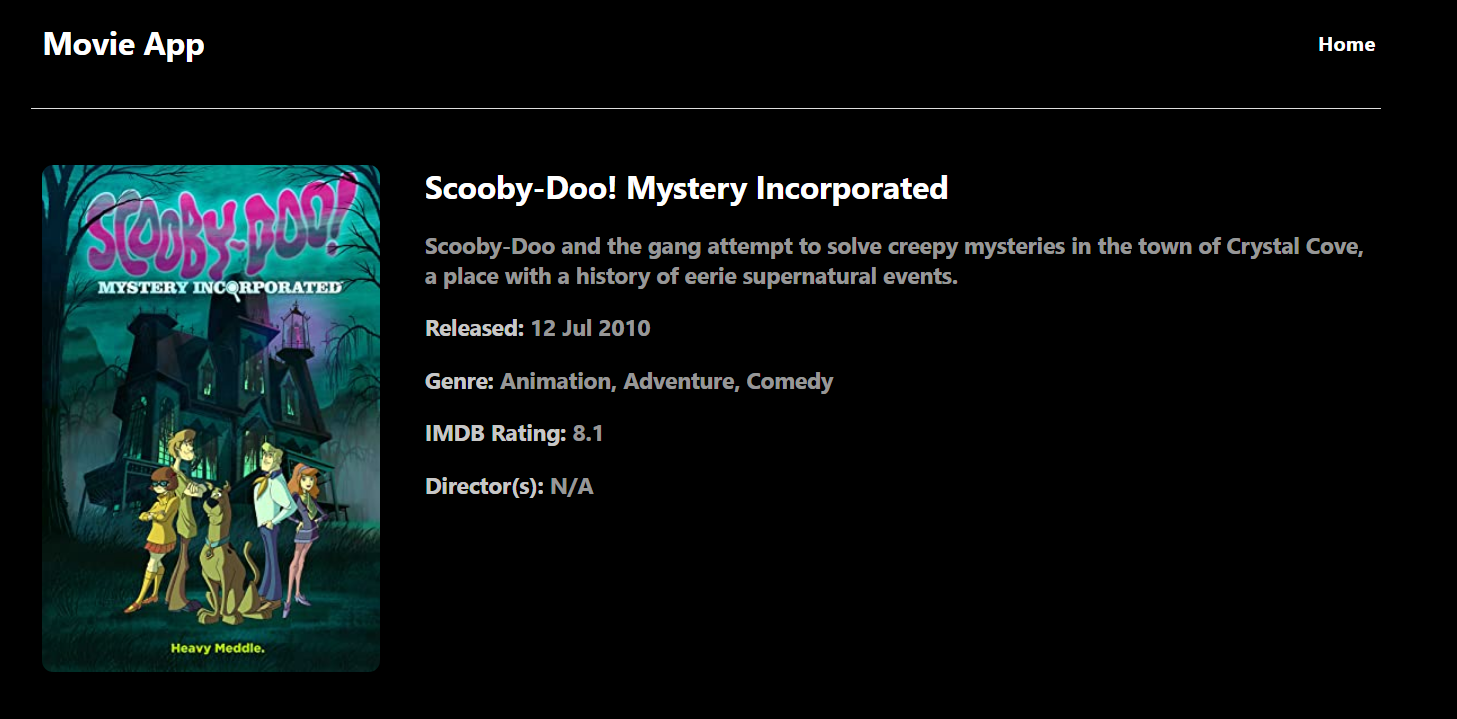 Movie App
Home
SCOOBY-DOO!
MYSTERY INCORPORATED
Heavy Meddle.
Scooby-Doo! Mystery Incorporated
Scooby-Doo and the gang attempt to solve creepy mysteries in the town of Crystal Cove,
a place with a history of eerie supernatural events.
Released: 12 Jul 2010
Genre: Animation, Adventure, Comedy
IMDB Rating: 8.1
Director(s): N/A